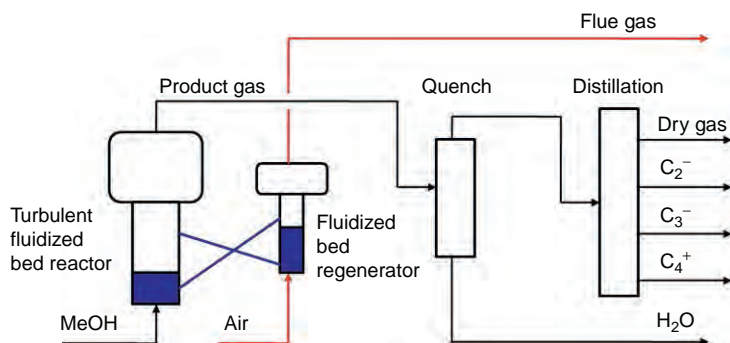 Flue gas
Product gas
Quench
Distillation
Dry gas
C₂⁻
C₃⁻
C₄⁺
Turbulent
fluidized
bed reactor
Fluidized
bed
regenerator
MeOH
Air
H₂O